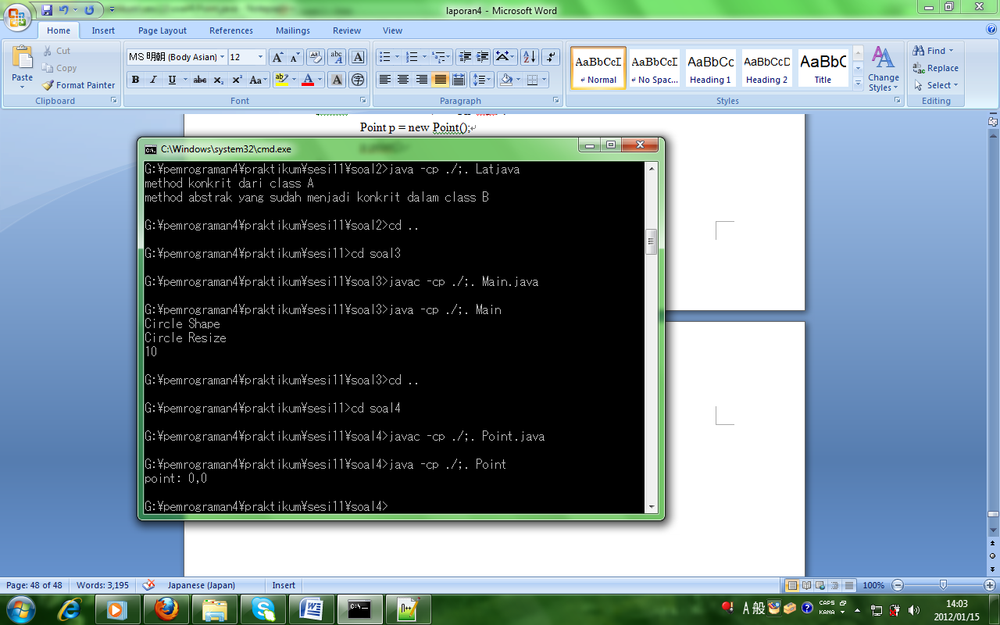 laporan4 - Microsoft Word
Home Insert Page Layout References Mailings Review View
Paste
Cut
Copy
Format Painter
Clipboard
MS 明朝 (Body Asian) 12
Font
Paragraph
AaBbCcD AaBbCcD AaBbCc AaBbCcD AaBbC
↵ Normal ↵ No Spac... Heading 1 Heading 2 Title
Change Styles
Styles
Find
Replace
Select
Editing
Point p = new Point();
C:\Windows\system32\cmd.exe
G:¥pemrograman4¥praktikum¥sesi11¥soal2>java -cp ./;. Latjava
method konkrit dari class A
method abstrak yang sudah menjadi konkrit dalam class B
G:¥pemrograman4¥praktikum¥sesi11¥soal2>cd ..
G:¥pemrograman4¥praktikum¥sesi11>cd soal3
G:¥pemrograman4¥praktikum¥sesi11¥soal3>javac -cp ./;. Main.java
G:¥pemrograman4¥praktikum¥sesi11¥soal3>java -cp ./;. Main
Circle Shape
Circle Resize
10
G:¥pemrograman4¥praktikum¥sesi11¥soal3>cd ..
G:¥pemrograman4¥praktikum¥sesi11>cd soal4
G:¥pemrograman4¥praktikum¥sesi11¥soal4>javac -cp ./;. Point.java
G:¥pemrograman4¥praktikum¥sesi11¥soal4>java -cp ./;. Point
point: 0,0
G:¥pemrograman4¥praktikum¥sesi11¥soal4>
Page: 48 of 48 Words: 3,195 Japanese (Japan) Insert 100%
A 般 CAPS KANA 14:03
2012/01/15